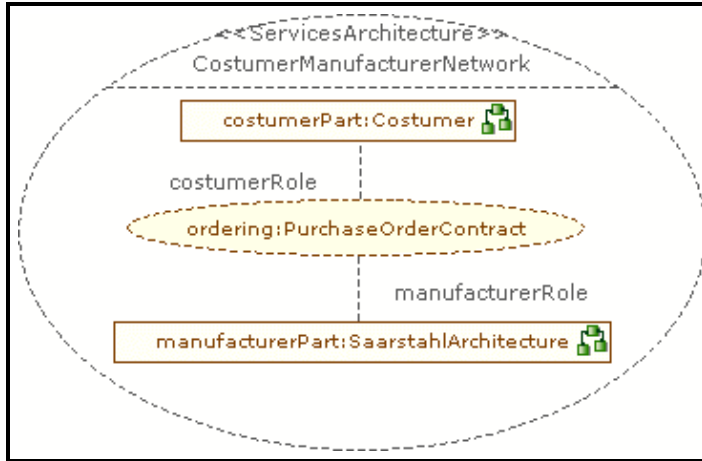 <<ServicesArchitecture>>
CostumerManufacturerNetwork
costumerPart:Costumer
costumerRole
ordering:PurchaseOrderContract
manufacturerRole
manufacturerPart:SaarstahlArchitecture